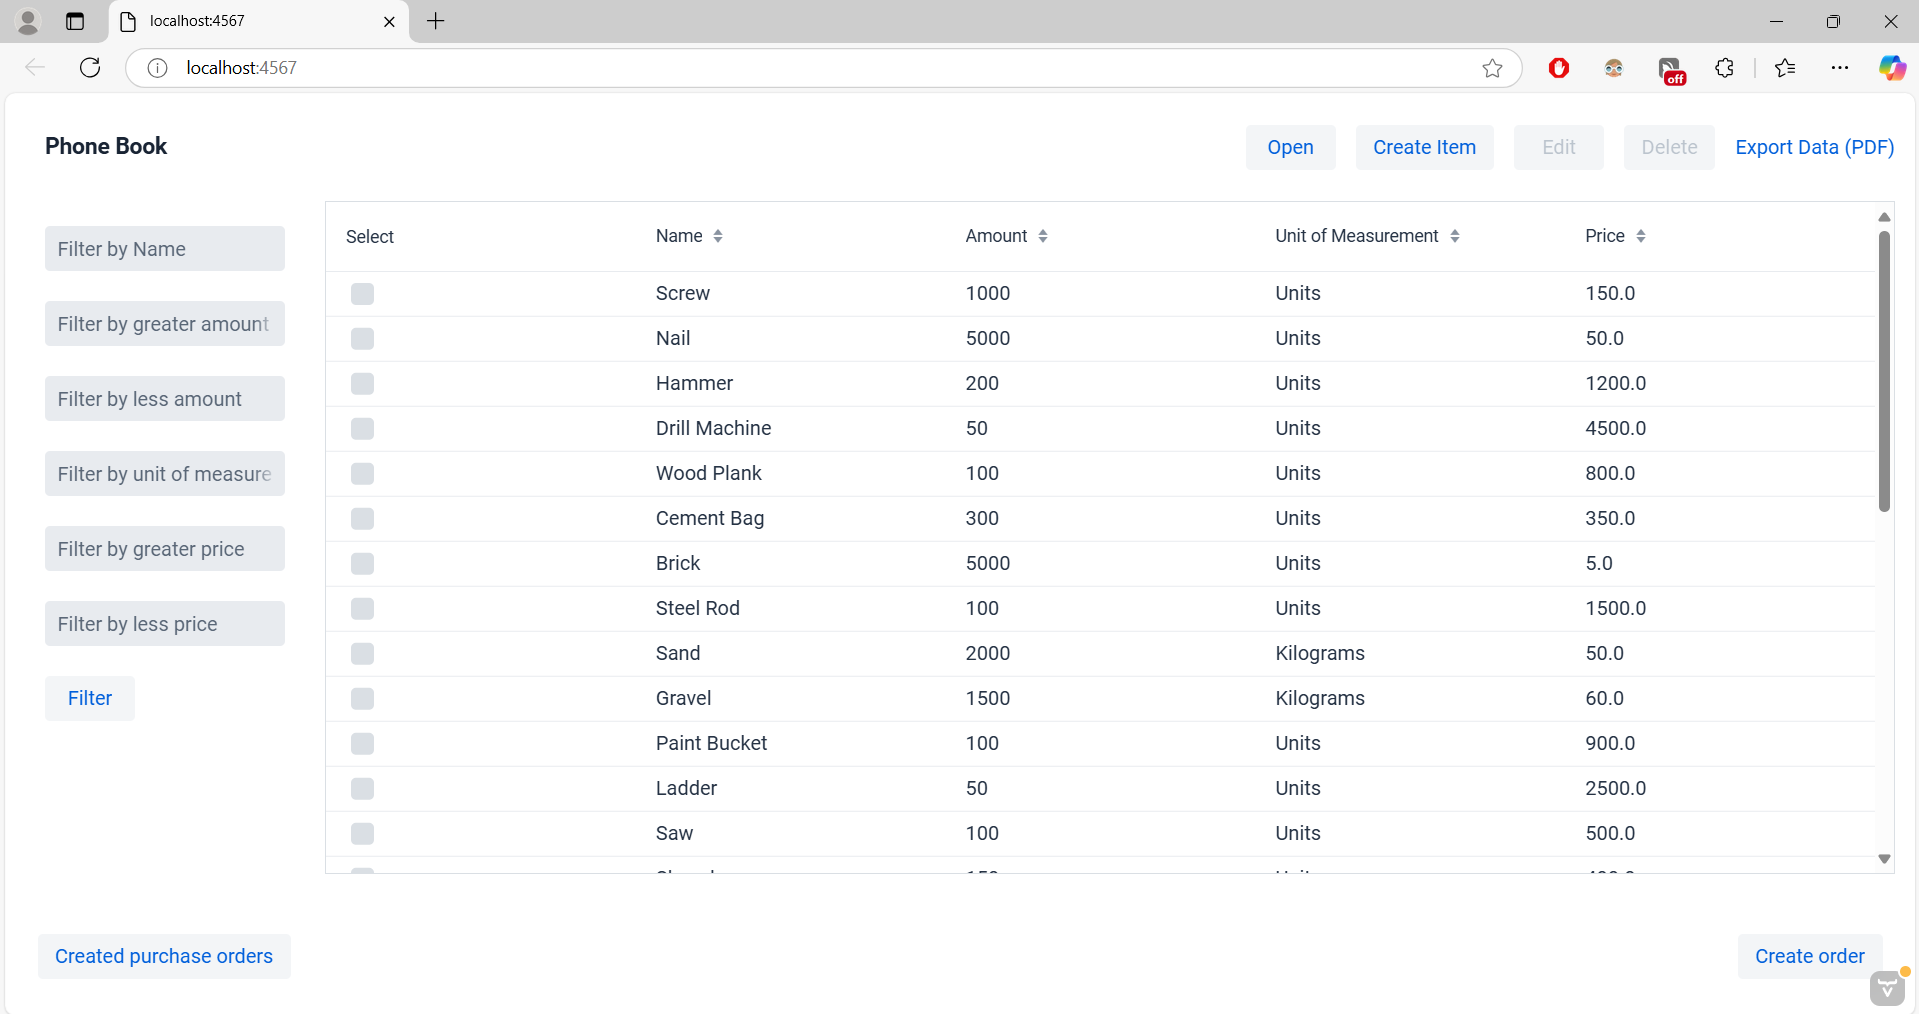 localhost:4567
localhost:4567
off
Phone Book
Open
Create Item
Edit
Delete
Export Data (PDF)
Filter by Name
Filter by greater amount
Filter by less amount
Filter by unit of measure
Filter by greater price
Filter by less price
Filter
Select Name Amount Unit of Measurement Price
Screw 1000 Units 150.0
Nail 5000 Units 50.0
Hammer 200 Units 1200.0
Drill Machine 50 Units 4500.0
Wood Plank 100 Units 800.0
Cement Bag 300 Units 350.0
Brick 5000 Units 5.0
Steel Rod 100 Units 1500.0
Sand 2000 Kilograms 50.0
Gravel 1500 Kilograms 60.0
Paint Bucket 100 Units 900.0
Ladder 50 Units 2500.0
Saw 100 Units 500.0
Created purchase orders
Create order